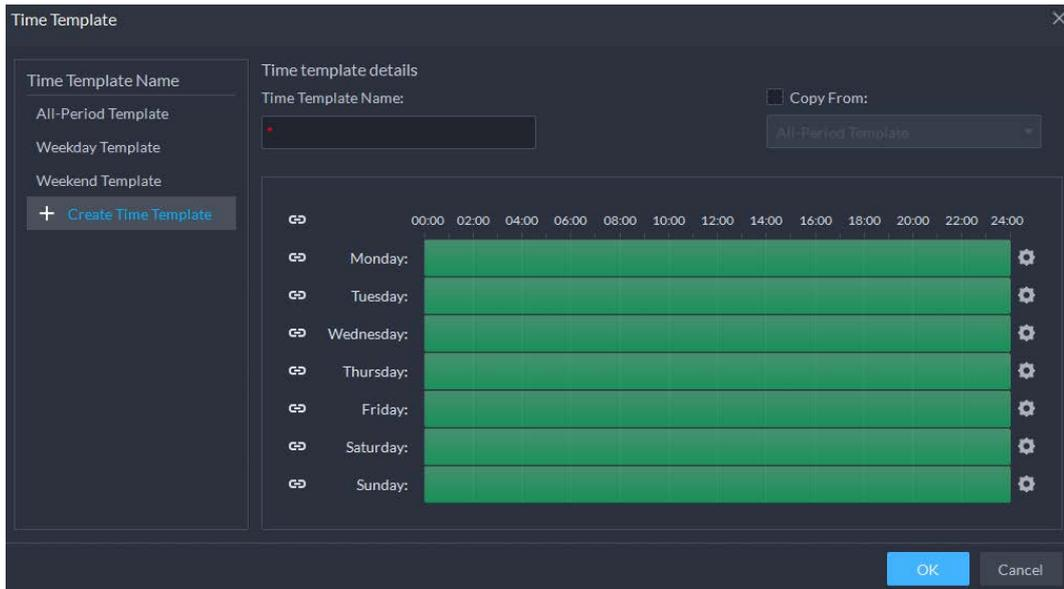 Time Template
Time Template Name
All-Period Template
Weekday Template
Weekend Template
+ Create Time Template
Time template details
Time Template Name:
Copy From:
*
All-Period Template
00:00 02:00 04:00 06:00 08:00 10:00 12:00 14:00 16:00 18:00 20:00 22:00 24:00
Monday:
Tuesday:
Wednesday:
Thursday:
Friday:
Saturday:
Sunday:
OK
Cancel